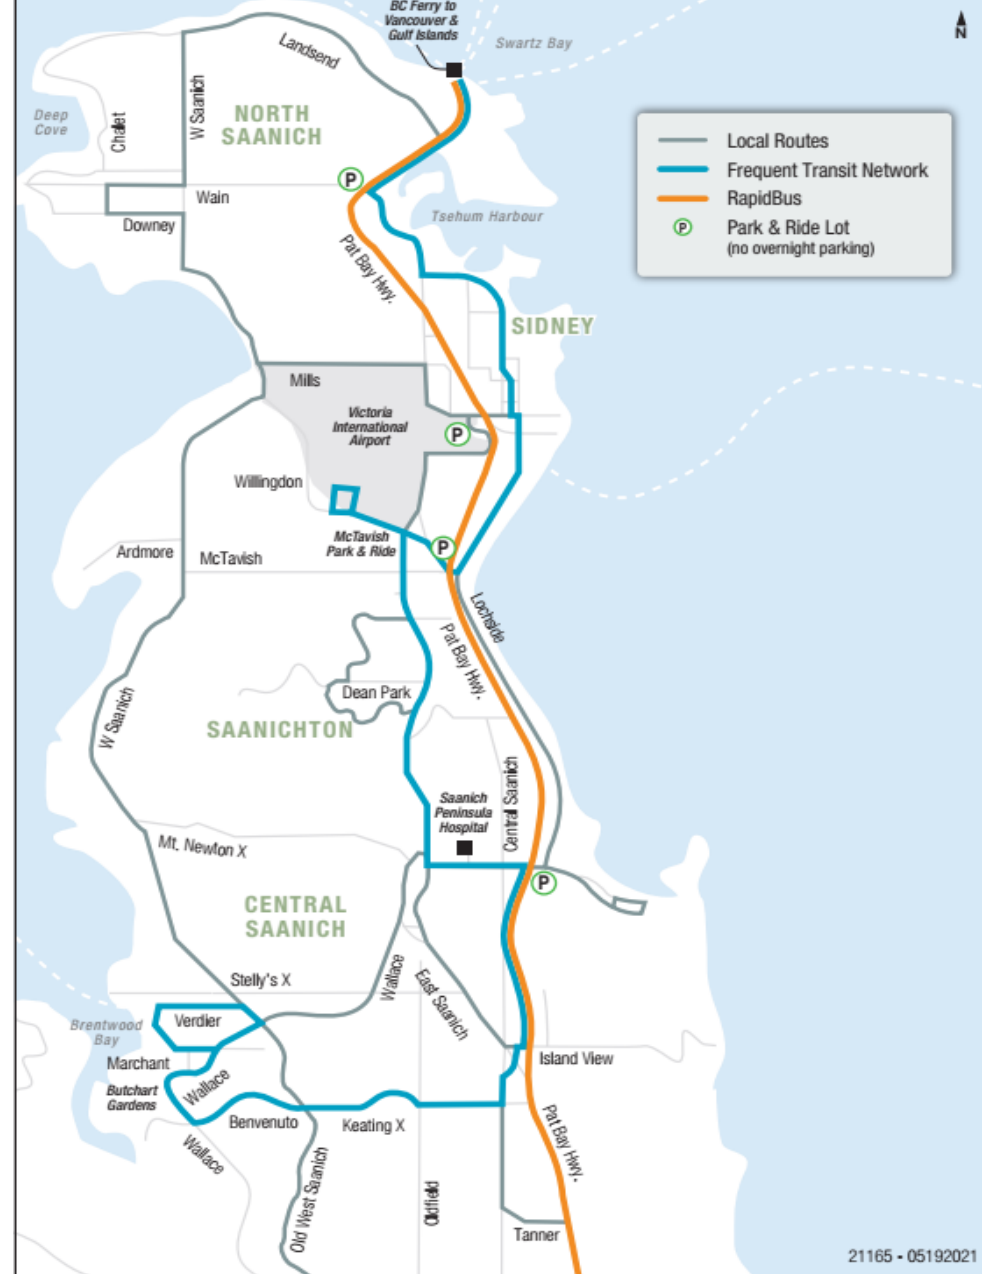 BC Ferry to
Vancouver &
Gulf Islands
Swartz Bay
N
Landsend
W Saanich
Deep
Cove
Chalet
NORTH
SAANICH
Local Routes
Frequent Transit Network
RapidBus
P
Park & Ride Lot
(no overnight parking)
P
Wain
Downey
Tsehum Harbour
Pat Bay Hwy.
SIDNEY
Mills
Victoria
International
Airport
P
Willingdon
McTavish
Park & Ride
P
Ardmore
McTavish
Lochside
Pat Bay Hwy.
Dean Park
W Saanich
SAANICHTON
Central Saanich
Saanich
Peninsula
Hospital
Mt. Newton X
P
CENTRAL
SAANICH
Wallace
East Saanich
Stelly's X
Brentwood
Bay
Verdier
Island View
Marchant
Butchart
Gardens
Wallace
Benvenuto
Keating X
Pat Bay Hwy.
Wallace
Old West Saanich
Oldfield
Tanner
21165 - 05192021